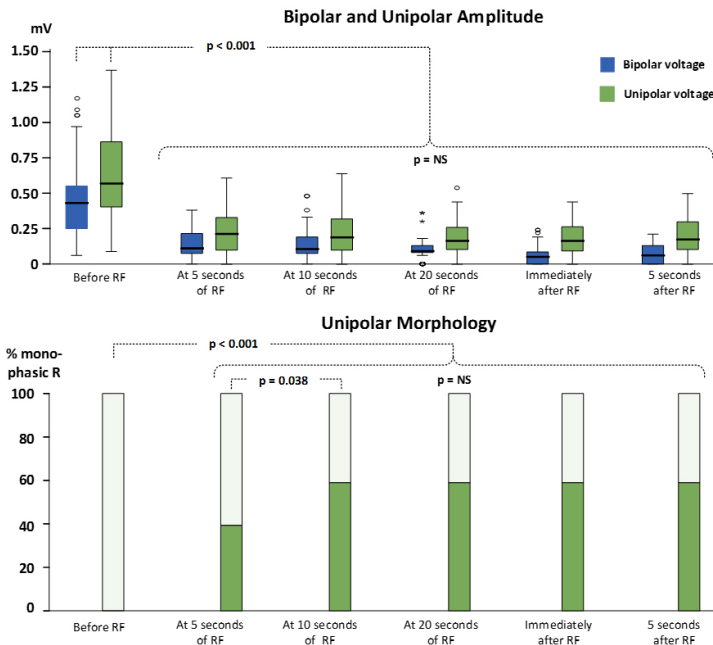 Bipolar and Unipolar Amplitude
mV
1.50
1.25
1.00
0.75
0.50
0.25
0
p < 0.001
p = NS
Bipolar voltage
Unipolar voltage
Before RF
At 5 seconds
of RF
At 10 seconds
of RF
At 20 seconds
of RF
Immediately
after RF
5 seconds
after RF
Unipolar Morphology
% mono-
phasic R
100
80
60
40
20
0
p < 0.001
p = 0.038
p = NS
Before RF
At 5 seconds
of RF
At 10 seconds
of RF
At 20 seconds
of RF
Immediately
after RF
5 seconds
after RF